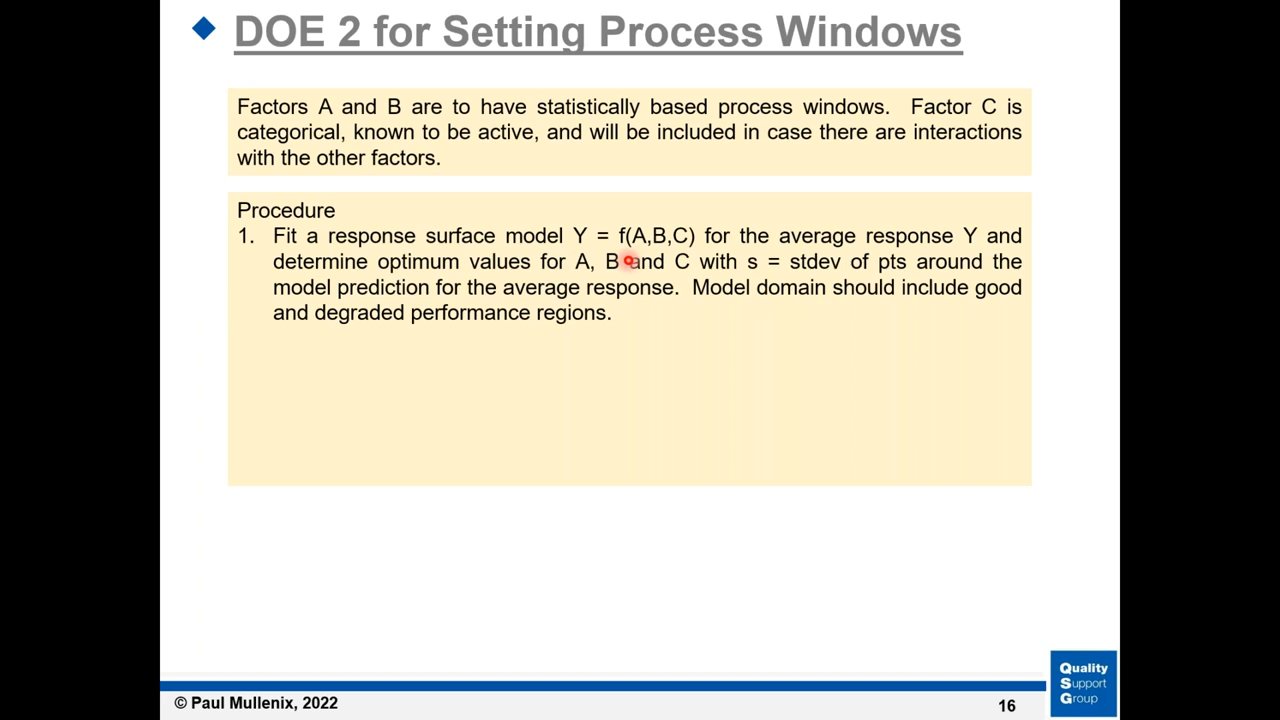 DOE 2 for Setting Process Windows
Factors A and B are to have statistically based process windows. Factor C is
categorical, known to be active, and will be included in case there are interactions
with the other factors.
Procedure
1. Fit a response surface model Y = f(A,B,C) for the average response Y and
determine optimum values for A, B and C with s = stdev of pts around the
model prediction for the average response. Model domain should include good
and degraded performance regions.
Quality
Support
Group
© Paul Mullenix, 2022
16